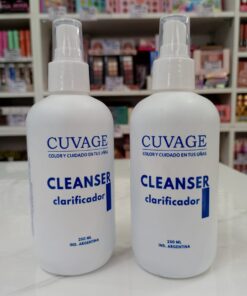 CUVAGE
COLOR Y CUIDADO EN TUS UÑAS
CLEANSER
clarificador
250 ML
IND. ARGENTINA
CUVAGE
COLOR Y CUIDADO EN TUS UÑAS
CLEANSER
clarificador
250 ML
IND. ARGENTINA